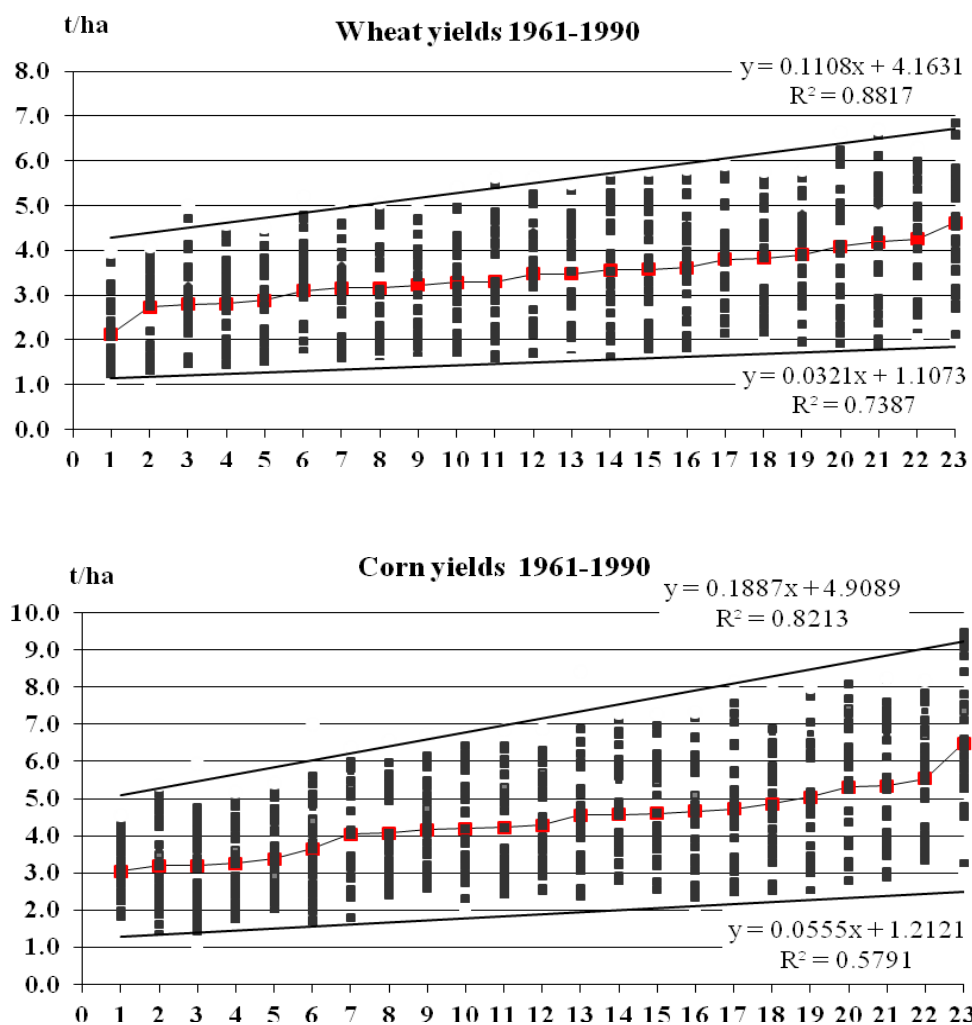 t/ha
Wheat yields 1961-1990
y = 0.1108x + 4.1631
R² = 0.8817
8.0
7.0
6.0
5.0
4.0
3.0
2.0
1.0
0.0
y = 0.0321x + 1.1073
R² = 0.7387
0 1 2 3 4 5 6 7 8 9 10 11 12 13 14 15 16 17 18 19 20 21 22 23
t/ha
Corn yields 1961-1990
y = 0.1887x + 4.9089
R² = 0.8213
10.0
9.0
8.0
7.0
6.0
5.0
4.0
3.0
2.0
1.0
0.0
y = 0.0555x + 1.2121
R² = 0.5791
0 1 2 3 4 5 6 7 8 9 10 11 12 13 14 15 16 17 18 19 20 21 22 23